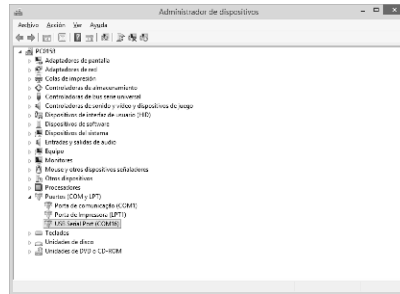 Administrador de dispositivos
Archivo Acción Ver Ayuda
Adaptadores de pantalla
Adaptadores de red
Colas de impresión
Controladoras de almacenamiento
Controladoras de bus serie universal
Controladoras de sonido y vídeo y dispositivos de juego
Dispositivos de interfaz de usuario (HID)
Dispositivos de software
Dispositivos del sistema
Entradas y salidas de audio
Equipo
Monitores
Mouse y otros dispositivos señaladores
Otros dispositivos
Procesadores
Puertos (COM y LPT)
Porta de comunicação (COM1)
Porta de Impressora (LPT1)
USB Serial Port (COM16)
Teclados
Unidades de disco
Unidades de DVD o CD-ROM